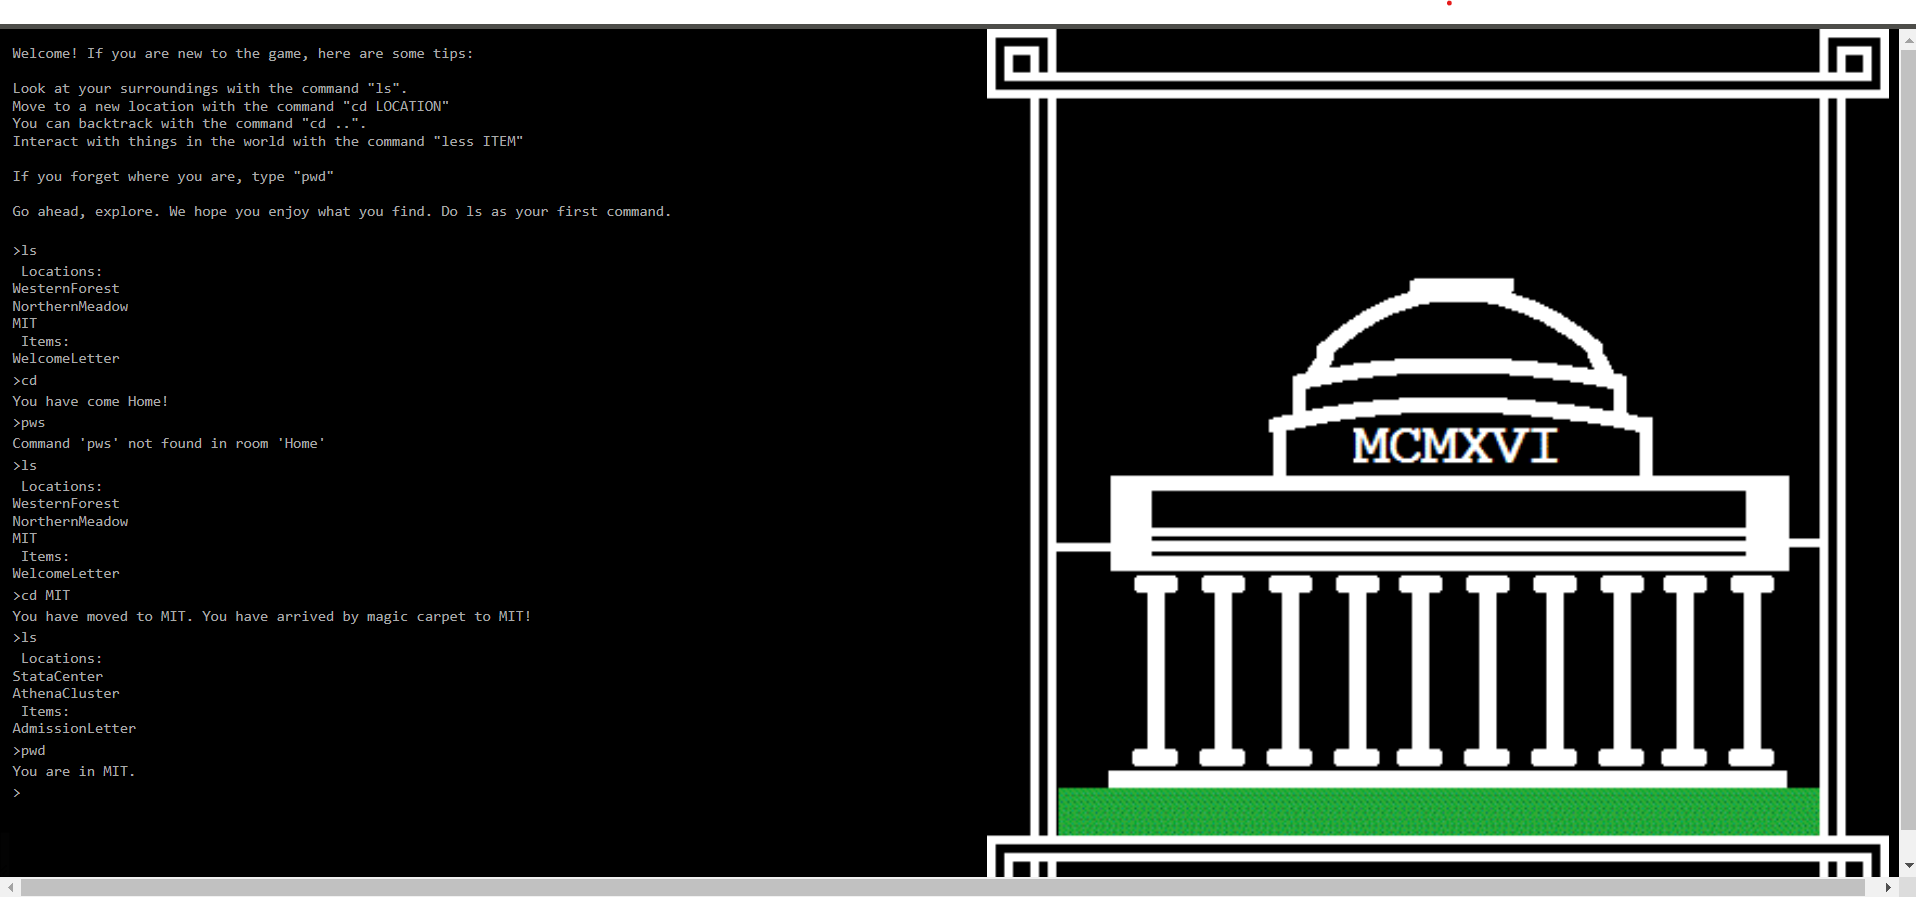 Welcome! If you are new to the game, here are some tips:
Look at your surroundings with the command "ls".
Move to a new location with the command "cd LOCATION"
You can backtrack with the command "cd ..".
Interact with things in the world with the command "less ITEM"
If you forget where you are, type "pwd"
Go ahead, explore. We hope you enjoy what you find. Do ls as your first command.
>ls
Locations:
WesternForest
NorthernMeadow
MIT
Items:
WelcomeLetter
>cd
You have come Home!
>pws
Command 'pws' not found in room 'Home'
>ls
Locations:
WesternForest
NorthernMeadow
MIT
Items:
WelcomeLetter
>cd MIT
You have moved to MIT. You have arrived by magic carpet to MIT!
>ls
Locations:
StataCenter
AthenaCluster
Items:
AdmissionLetter
>pwd
You are in MIT.
>
MCMXVI